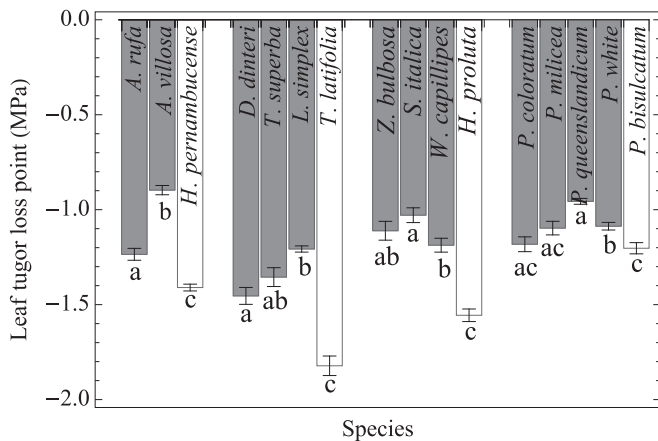 0.0
−0.5
−1.0
−1.5
−2.0
Leaf tugor loss point (MPa)
A. rufa
A. villosa
H. pernambucense
D. dinteri
T. superba
L. simplex
T. latifolia
Z. bulbosa
S. italica
W. capillipes
H. proluta
P. coloratum
P. milicea
P. queenslandicum
P. white
P. bisulcatum
a
b
c
a
ab
b
c
ab
a
b
c
ac
ac
a
b
c
Species